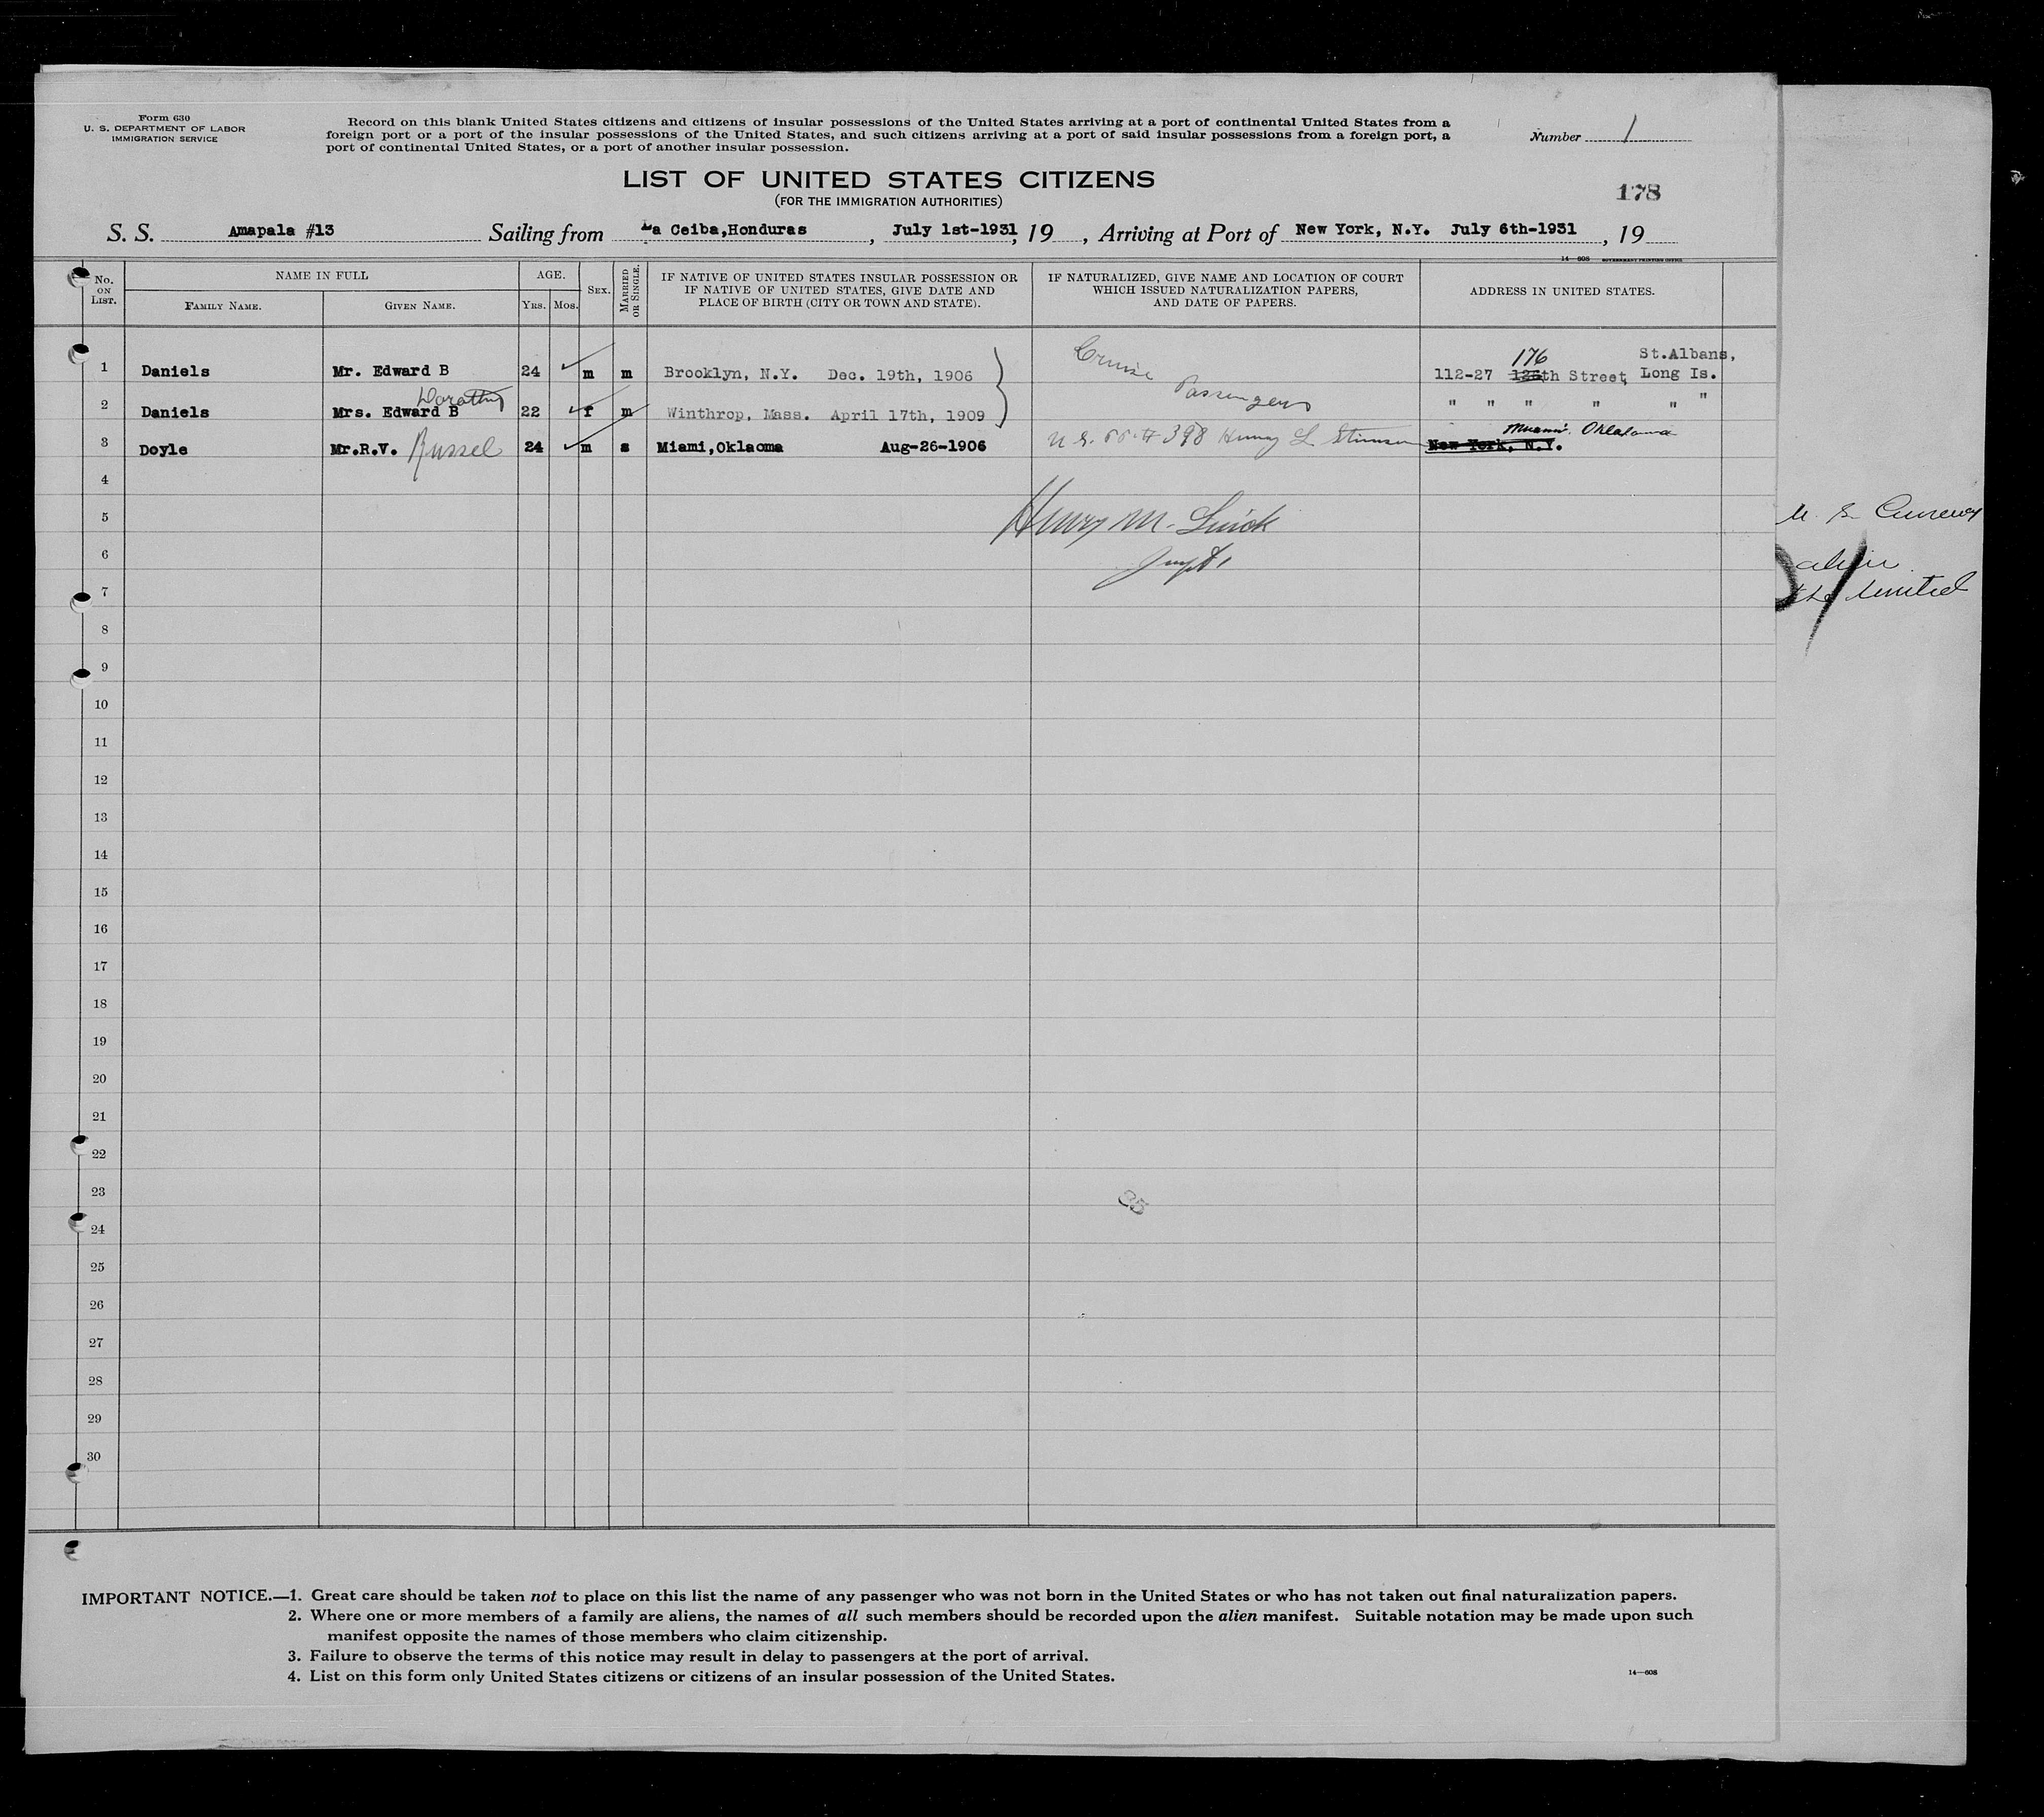 Form 630
U. S. DEPARTMENT OF LABOR
IMMIGRATION SERVICE
Record on this blank United States citizens and citizens of insular possessions of the United States arriving at a port of continental United States from a
foreign port or a port of the insular possessions of the United States, and such citizens arriving at a port of said insular possessions from a foreign port, a
port of continental United States, or a port of another insular possession.
Number 1
LIST OF UNITED STATES CITIZENS
(FOR THE IMMIGRATION AUTHORITIES)
178
S. S. Amapala #13 Sailing from La Ceiba,Honduras , July 1st-1931, 19 , Arriving at Port of New York, N.Y. July 6th-1931 , 19
14—608 GOVERNMENT PRINTING OFFICE
No. ON LIST.
NAME IN FULL
FAMILY NAME. GIVEN NAME.
AGE.
YRS. MOS.
SEX.
MARRIED OR SINGLE.
IF NATIVE OF UNITED STATES INSULAR POSSESSION OR
IF NATIVE OF UNITED STATES, GIVE DATE AND
PLACE OF BIRTH (CITY OR TOWN AND STATE).
IF NATURALIZED, GIVE NAME AND LOCATION OF COURT
WHICH ISSUED NATURALIZATION PAPERS,
AND DATE OF PAPERS.
ADDRESS IN UNITED STATES.
Cruise
176 St.Albans,
1 Daniels Mr. Edward B 24 m m Brooklyn, N.Y. Dec. 19th, 1906 112-27 126th Street, Long Is.
Dorothy Passengers
2 Daniels Mrs. Edward B 22 f m Winthrop, Mass. April 17th, 1909 " " " " " "
Miami Oklahoma
3 Doyle Mr.R.V. Russel 24 m s Miami,Oklaoma Aug-26-1906 U.S. 398 Henry L Stimson New York, N.Y.
4
5 Henry M.
6
7
8
9
10
11
12
13
14
15
16
17
18
19
20
21
22
23
24
25
26
27
28
29
30
U. S. Currency
alien
the United
IMPORTANT NOTICE.—1. Great care should be taken not to place on this list the name of any passenger who was not born in the United States or who has not taken out final naturalization papers.
2. Where one or more members of a family are aliens, the names of all such members should be recorded upon the alien manifest. Suitable notation may be made upon such
manifest opposite the names of those members who claim citizenship.
3. Failure to observe the terms of this notice may result in delay to passengers at the port of arrival.
4. List on this form only United States citizens or citizens of an insular possession of the United States.
14—608